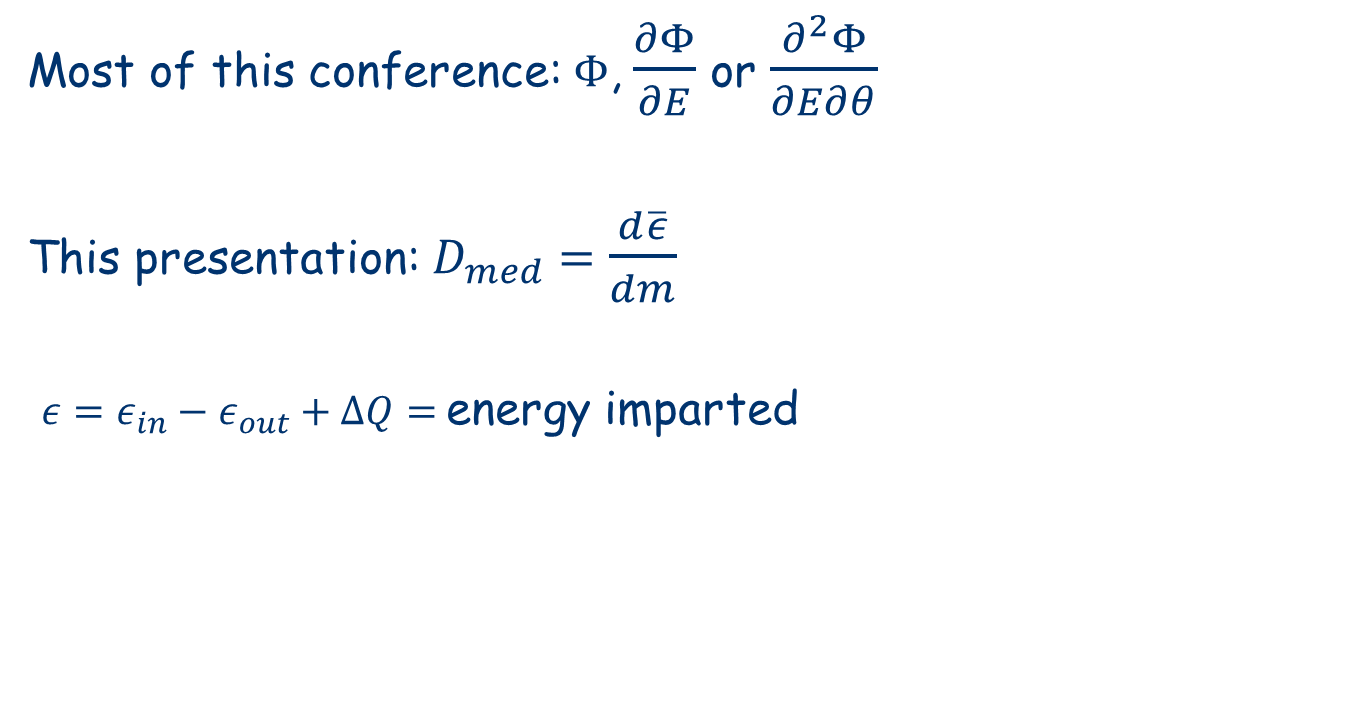 Most of this conference: Φ, ∂Φ/∂E or ∂²Φ/∂E∂θ
This presentation: D_med = dϵ̄/dm
ϵ = ϵ_in − ϵ_out + ΔQ = energy imparted